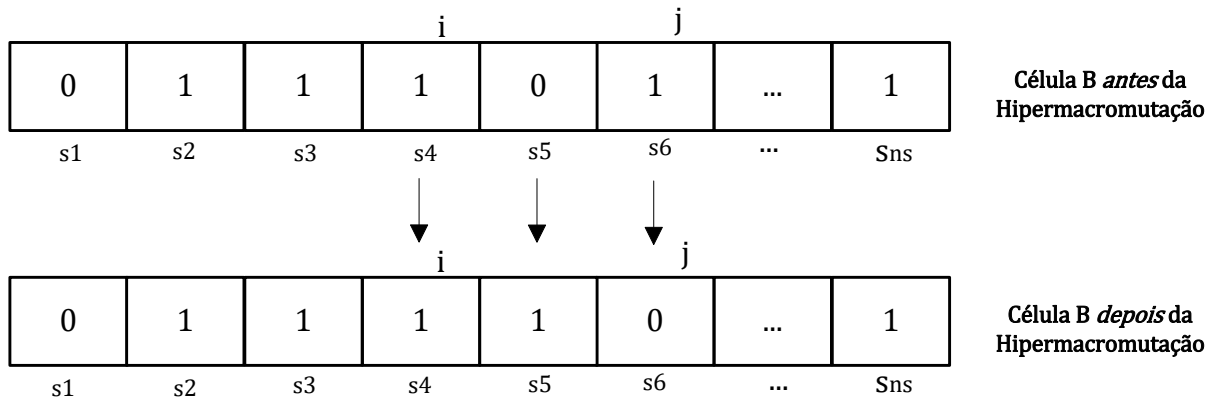 i j
0 1 1 1 0 1 ... 1
Célula B antes da
Hipermacromutação
s1 s2 s3 s4 s5 s6 ... Sns
i j
0 1 1 1 1 0 ... 1
Célula B depois da
Hipermacromutação
s1 s2 s3 s4 s5 s6 ... Sns